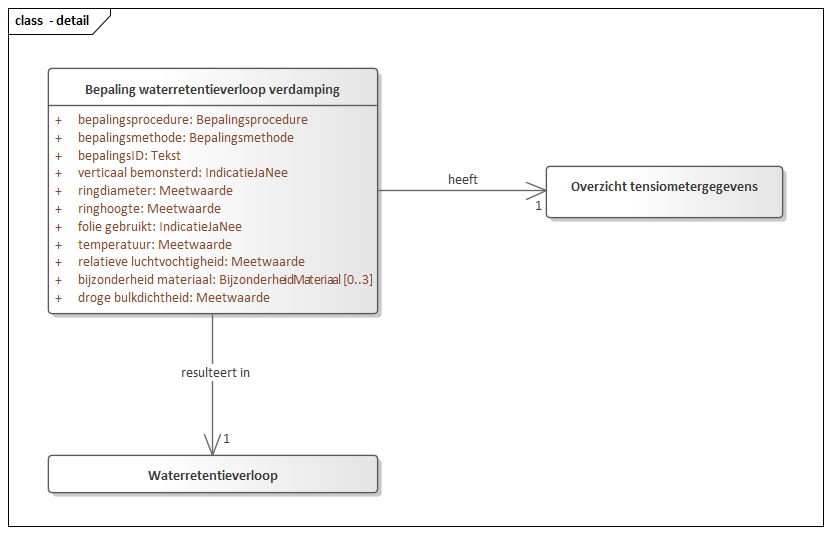 class  - detail
Bepaling waterretentieverloop verdamping
+ bepalingsprocedure: Bepalingsprocedure
+ bepalingsmethode: Bepalingsmethode
+ bepalingsID: Tekst
+ verticaal bemonsterd: IndicatieJaNee
+ ringdiameter: Meetwaarde
+ ringhoogte: Meetwaarde
+ folie gebruikt: IndicatieJaNee
+ temperatuur: Meetwaarde
+ relatieve luchtvochtigheid: Meetwaarde
+ bijzonderheid materiaal: BijzonderheidMateriaal [0..3]
+ droge bulkdichtheid: Meetwaarde
heeft
1
Overzicht tensiometergegevens
resulteert in
1
Waterretentieverloop